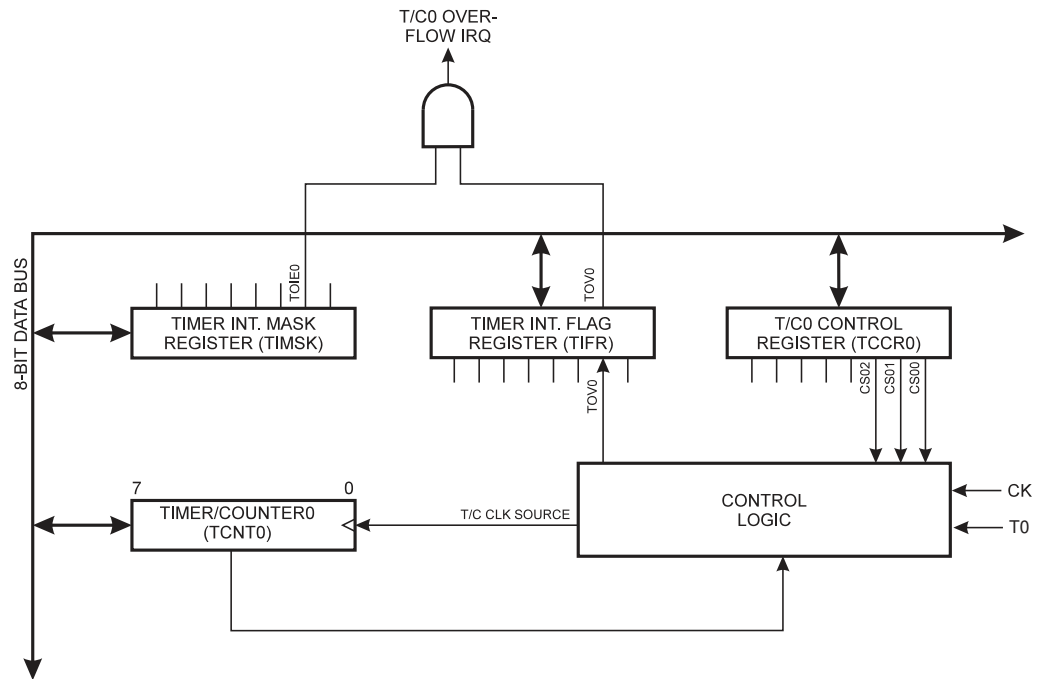 T/C0 OVER-
FLOW IRQ
8-BIT DATA BUS
TOIE0
TOV0
TIMER INT. MASK
REGISTER (TIMSK)
TIMER INT. FLAG
REGISTER (TIFR)
T/C0 CONTROL
REGISTER (TCCR0)
TOV0
CS02
CS01
CS00
7
0
TIMER/COUNTER0
(TCNT0)
T/C CLK SOURCE
CONTROL
LOGIC
CK
T0